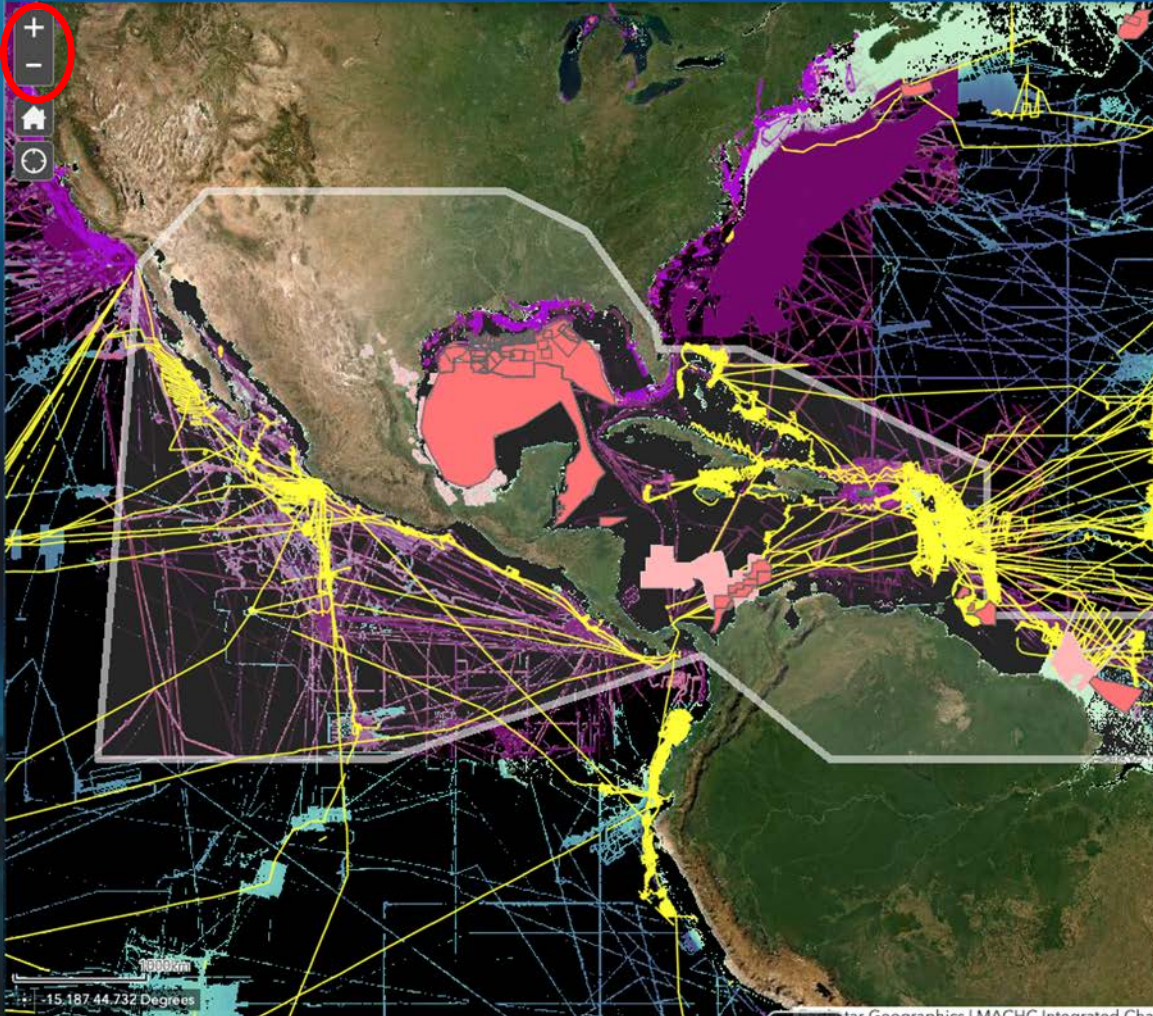 +
−
1000km
-15.187 44.732 Degrees
Geographics | MACHC Integrated Cha